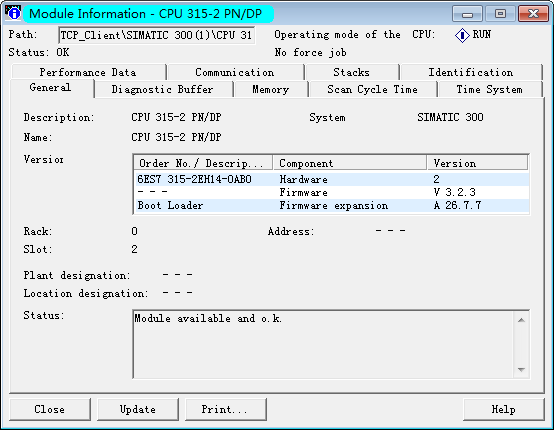 Module Information - CPU 315-2 PN/DP
Path: TCP_Client\SIMATIC 300(1)\CPU 31 Operating mode of the CPU: RUN
Status: OK No force job
Performance Data Communication Stacks Identification
General Diagnostic Buffer Memory Scan Cycle Time Time System
Description: CPU 315-2 PN/DP System SIMATIC 300
Name: CPU 315-2 PN/DP
Version
Order No./ Descrip... Component Version
6ES7 315-2EH14-0AB0 Hardware 2
- - - Firmware V 3.2.3
Boot Loader Firmware expansion A 26.7.7
Rack: 0 Address: - - -
Slot: 2
Plant designation: - - -
Location designation: - - -
Status: Module available and o.k.
Close Update Print... Help